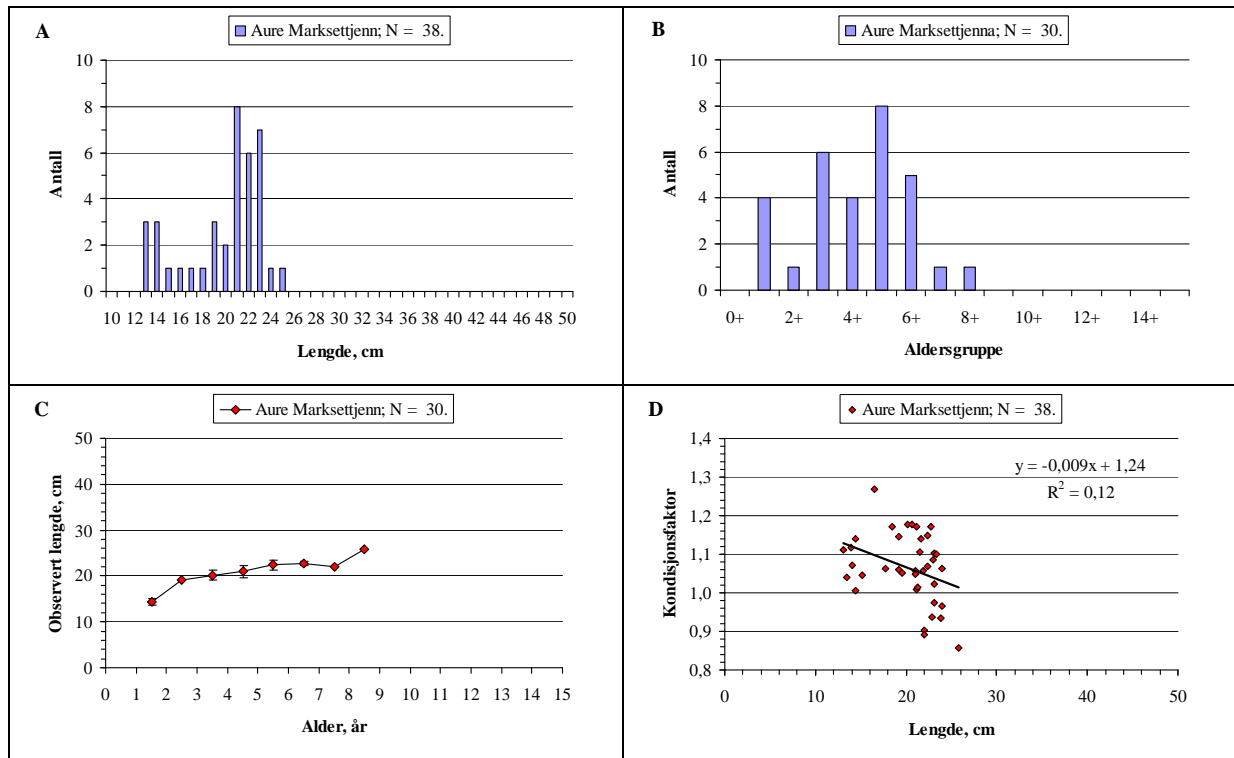 A
Aure Marksettjenn; N = 38.
Antall
10
8
6
4
2
0
10 12 14 16 18 20 22 24 26 28 30 32 34 36 38 40 42 44 46 48 50
Lengde, cm
B
Aure Marksettjenna; N = 30.
Antall
10
8
6
4
2
0
0+ 2+ 4+ 6+ 8+ 10+ 12+ 14+
Aldersgruppe
C
Aure Marksettjenn; N = 30.
Observert lengde, cm
50
40
30
20
10
0
0 1 2 3 4 5 6 7 8 9 10 11 12 13 14 15
Alder, år
D
Aure Marksettjenn; N = 38.
Kondisjonsfaktor
1,4
1,3
1,2
1,1
1,0
0,9
0,8
y = -0,009x + 1,24
R² = 0,12
0 10 20 30 40 50
Lengde, cm